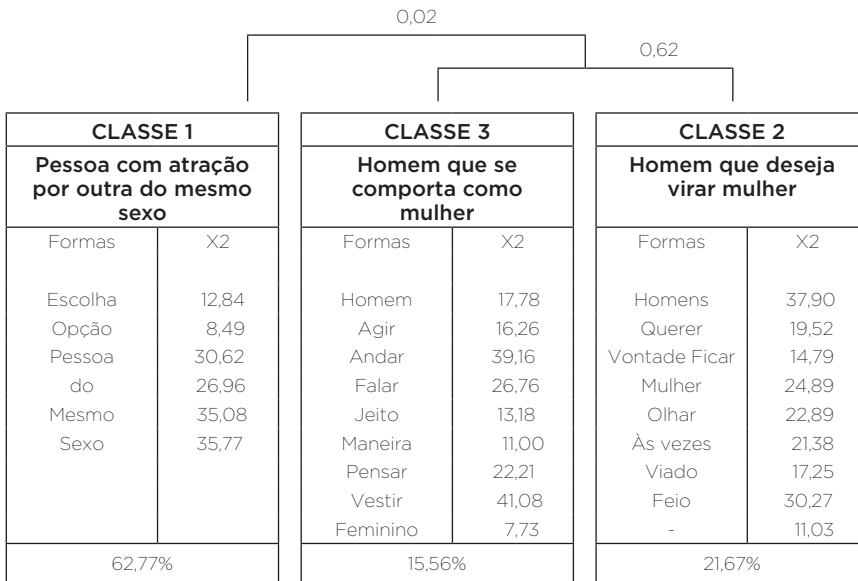 0,02
0,62
CLASSE 1
Pessoa com atração
por outra do mesmo
sexo
Formas X2
Escolha 12,84
Opção 8,49
Pessoa 30,62
do 26,96
Mesmo 35,08
Sexo 35,77
62,77%
CLASSE 3
Homem que se
comporta como
mulher
Formas X2
Homem 17,78
Agir 16,26
Andar 39,16
Falar 26,76
Jeito 13,18
Maneira 11,00
Pensar 22,21
Vestir 41,08
Feminino 7,73
15,56%
CLASSE 2
Homem que deseja
virar mulher
Formas X2
Homens 37,90
Querer 19,52
Vontade Ficar 14,79
Mulher 24,89
Olhar 22,89
Às vezes 21,38
Viado 17,25
Feio 30,27
- 11,03
21,67%